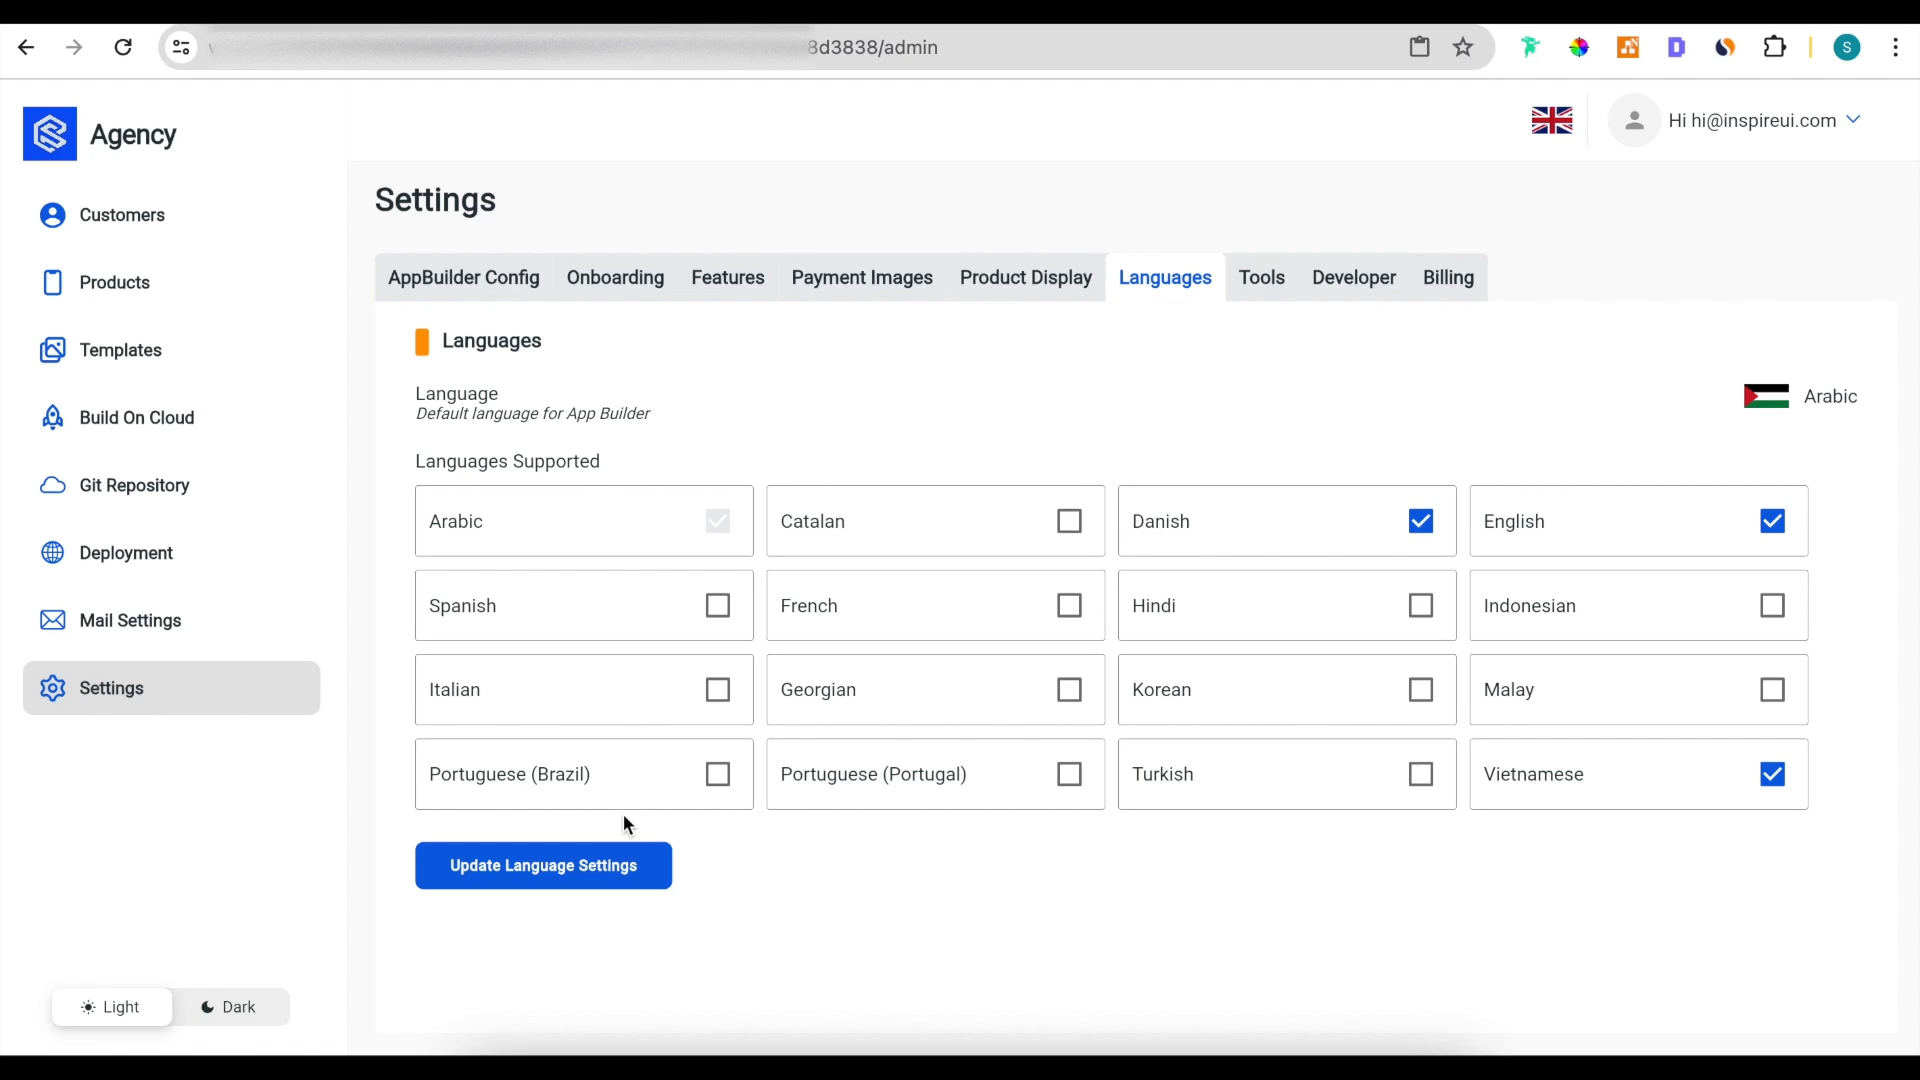 8d3838/admin
S
Agency
Hi hi@inspireui.com
Customers
Products
Templates
Build On Cloud
Git Repository
Deployment
Mail Settings
Settings
Light
Dark
Settings
AppBuilder Config
Onboarding
Features
Payment Images
Product Display
Languages
Tools
Developer
Billing
Languages
Language
Default language for App Builder
Arabic
Languages Supported
Arabic
Catalan
Danish
English
Spanish
French
Hindi
Indonesian
Italian
Georgian
Korean
Malay
Portuguese (Brazil)
Portuguese (Portugal)
Turkish
Vietnamese
Update Language Settings